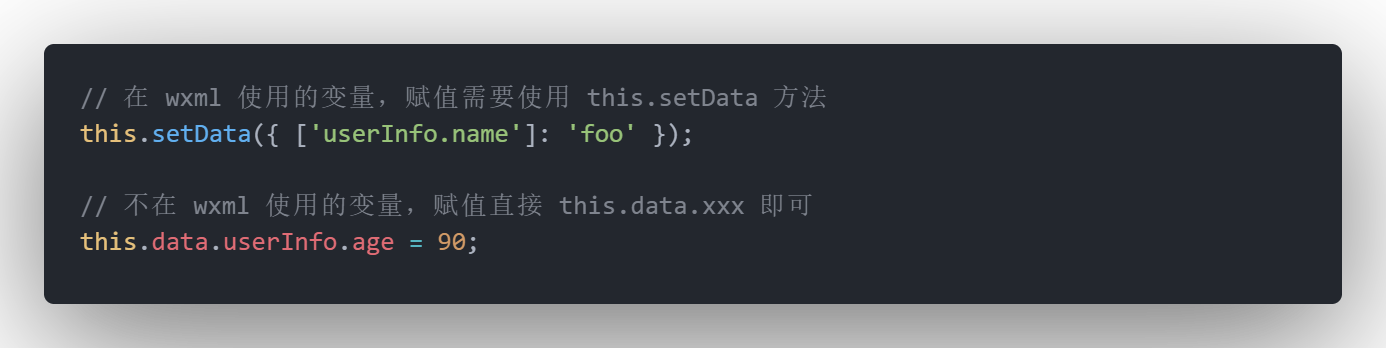 // 在 wxml 使用的变量，赋值需要使用 this.setData 方法
this.setData({ ['userInfo.name']: 'foo' });
// 不在 wxml 使用的变量，赋值直接 this.data.xxx 即可
this.data.userInfo.age = 90;